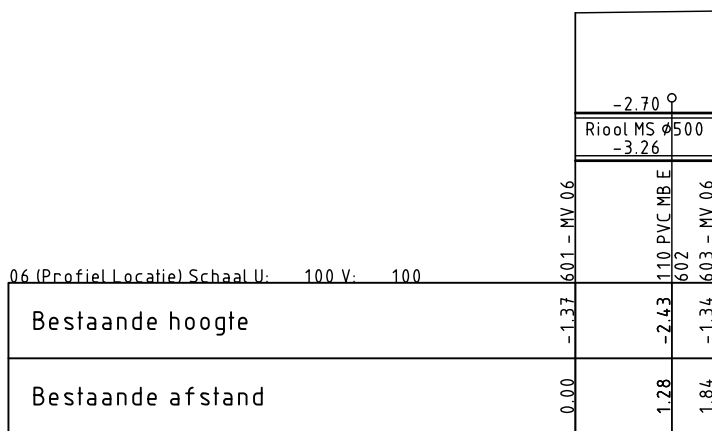 -2.70
Riool MS ø500
-3.26
601 - MV 06
110 PVC MB E
602
603 - MV 06
06 (Profiel Locatie) Schaal U: 100 V: 100
Bestaande hoogte
-1.37
-2.43
-1.34
Bestaande afstand
0.00
1.28
1.84